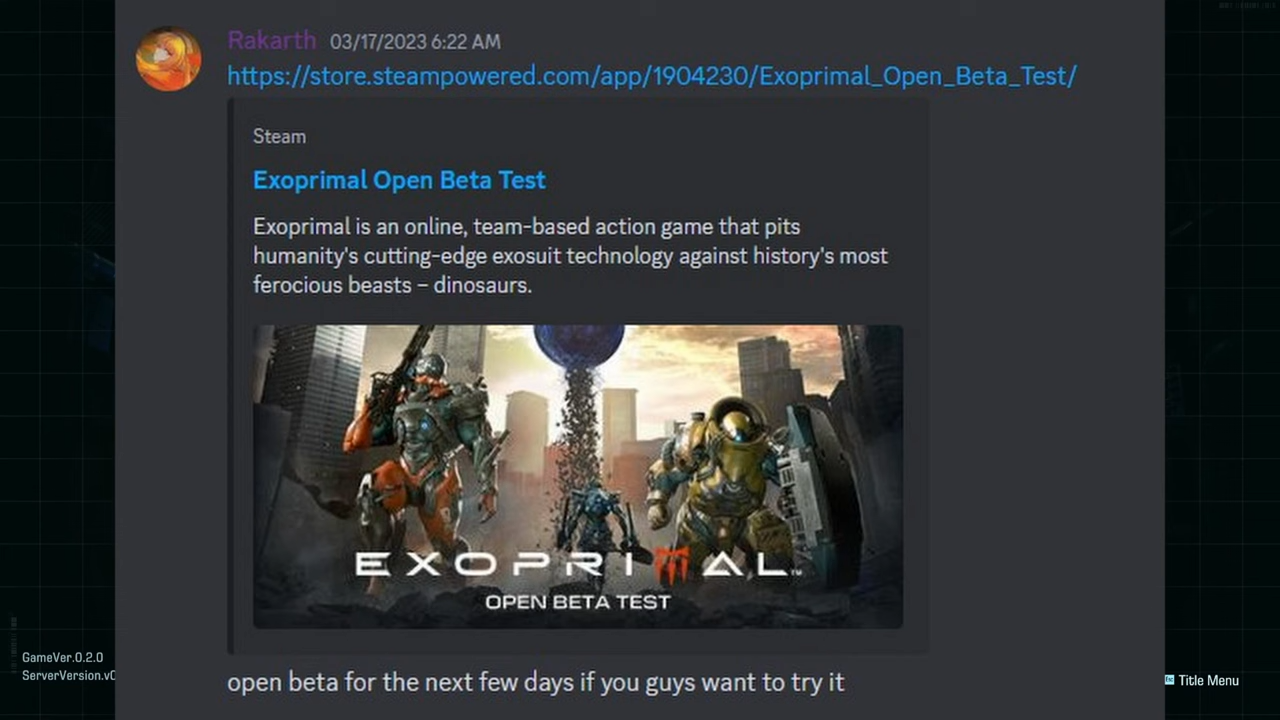 Rakarth 03/17/2023 6:22 AM
https://store.steampowered.com/app/1904230/Exoprimal_Open_Beta_Test/
Steam
Exoprimal Open Beta Test
Exoprimal is an online, team-based action game that pits
humanity's cutting-edge exosuit technology against history's most
ferocious beasts – dinosaurs.
EXOPRIMAL™
OPEN BETA TEST
open beta for the next few days if you guys want to try it
GameVer.0.2.0
ServerVersion.v0
Title Menu